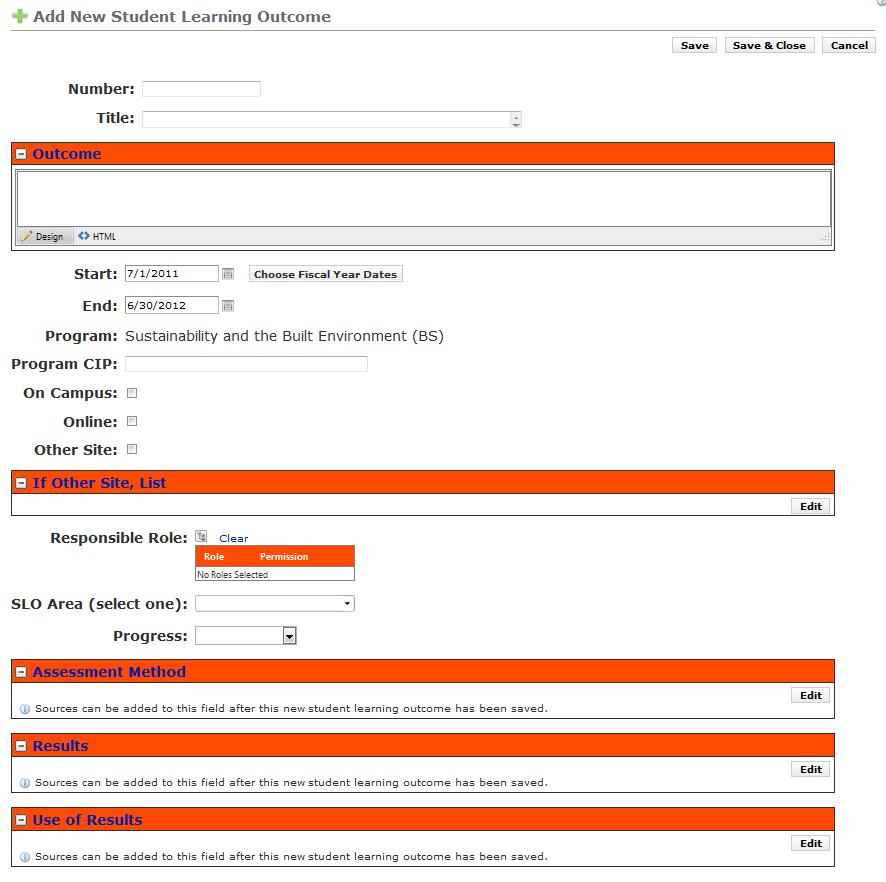 Add New Student Learning Outcome
Save Save & Close Cancel
Number:
Title:
Outcome
Design HTML
Start: 7/1/2011 Choose Fiscal Year Dates
End: 6/30/2012
Program: Sustainability and the Built Environment (BS)
Program CIP:
On Campus:
Online:
Other Site:
If Other Site, List
Edit
Responsible Role: Clear
Role Permission
No Roles Selected
SLO Area (select one):
Progress:
Assessment Method
Edit
Sources can be added to this field after this new student learning outcome has been saved.
Results
Edit
Sources can be added to this field after this new student learning outcome has been saved.
Use of Results
Edit
Sources can be added to this field after this new student learning outcome has been saved.